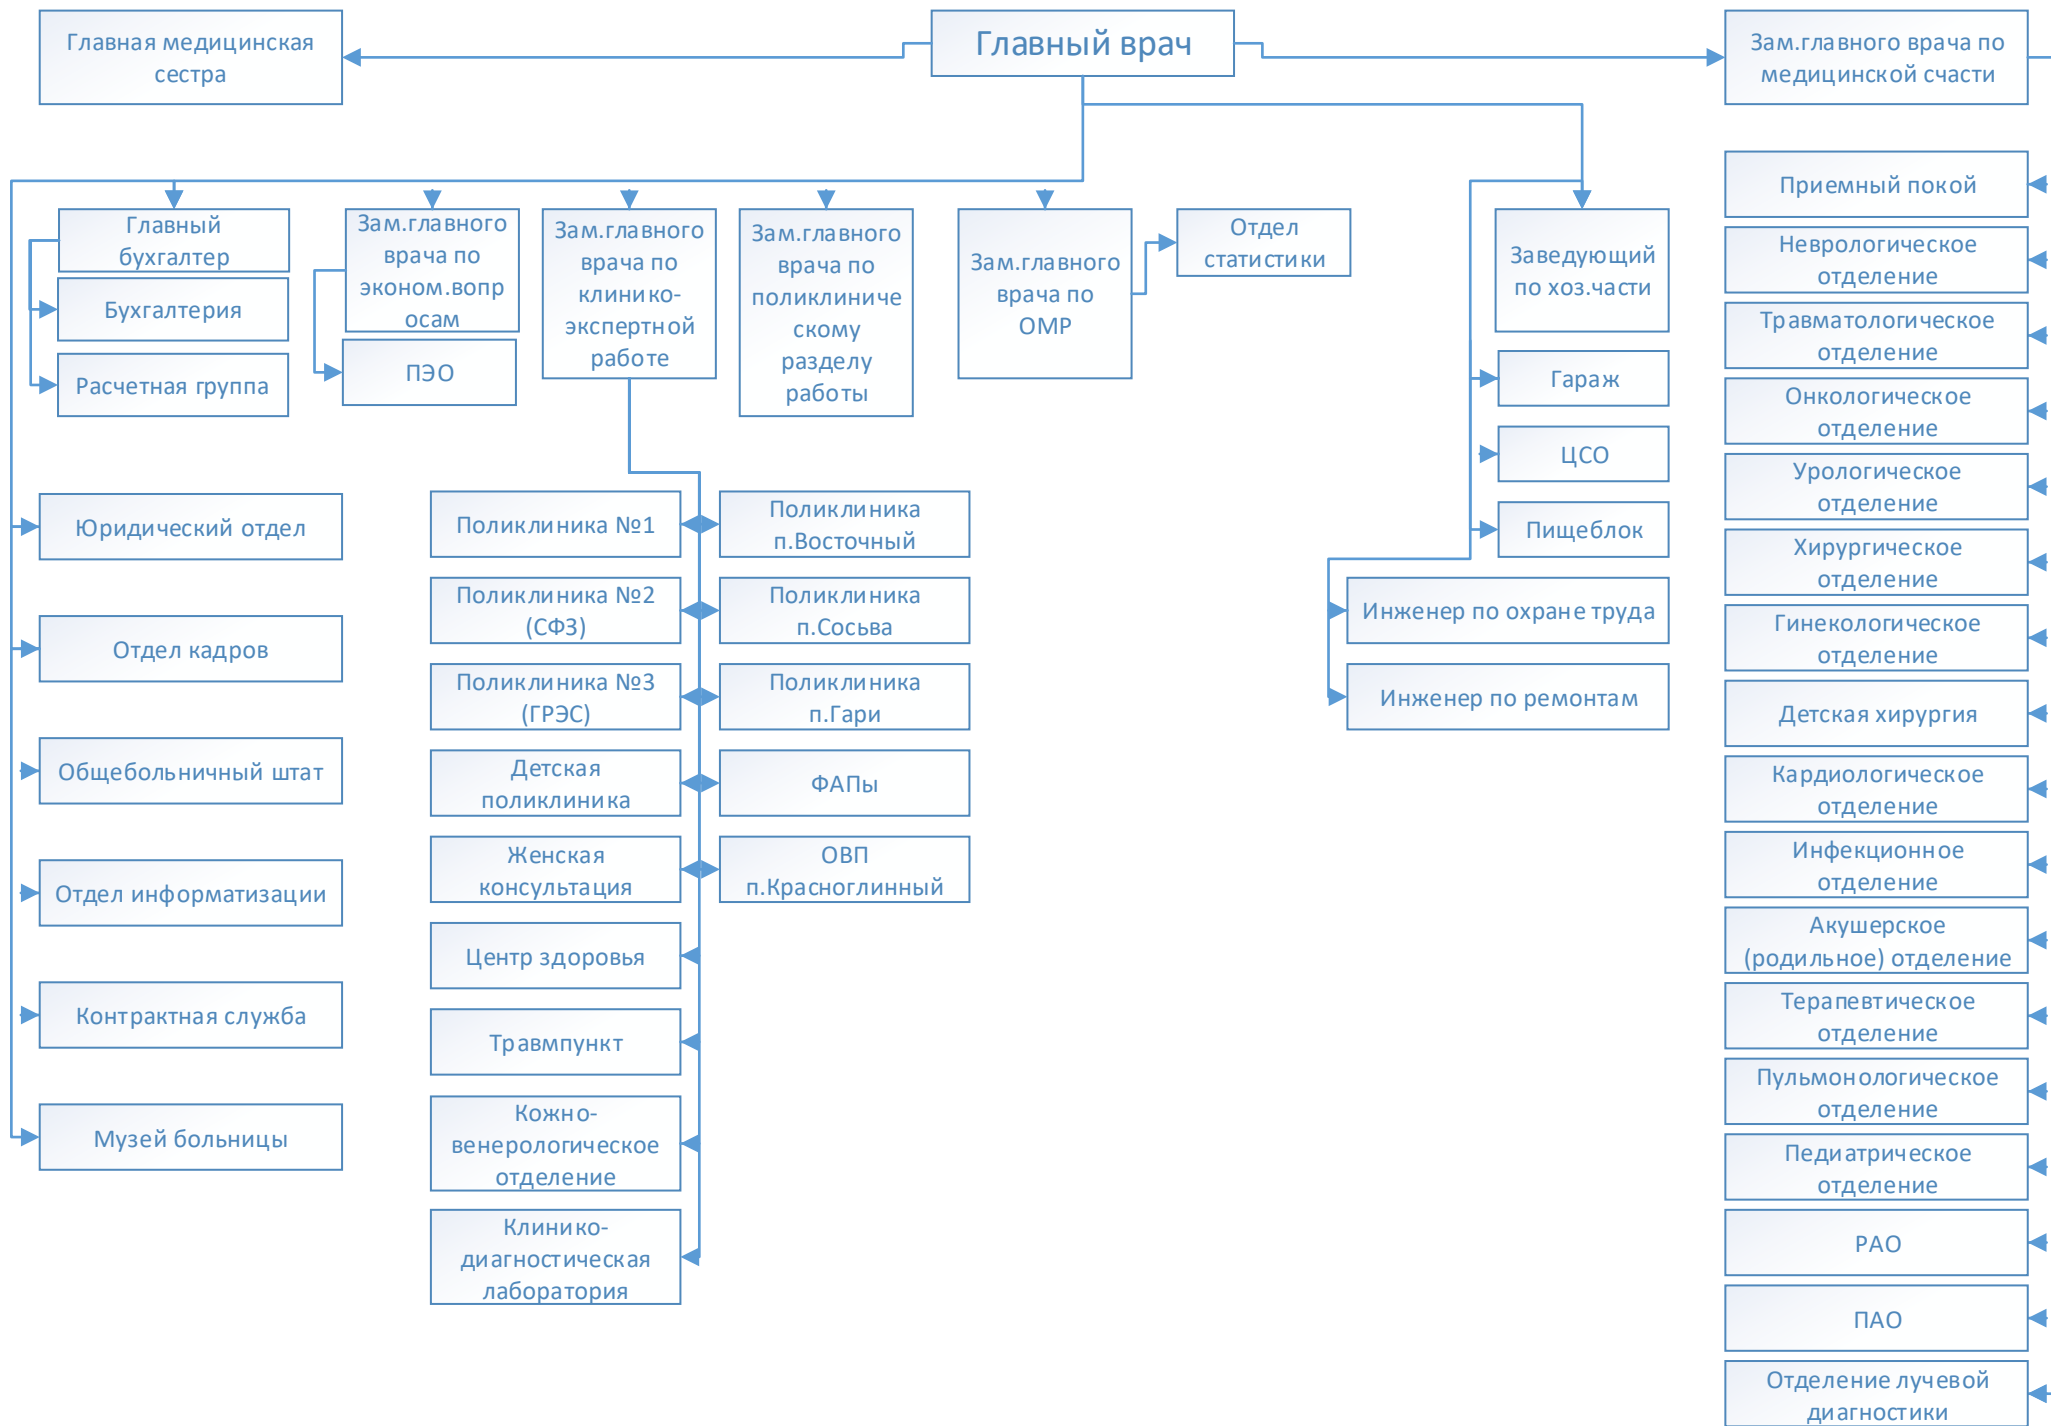 Главная медицинская
сестра
Главный врач
Зам.главного врача по
медицинской счасти
Главный
бухгалтер
Бухгалтерия
Расчетная группа
Зам.главного
врача по
эконом.вопр
осам
ПЭО
Зам.главного
врача по
клинико-
экспертной
работе
Зам.главного
врача по
поликлиниче
скому
разделу
работы
Зам.главного
врача по
ОМР
Отдел
статистики
Заведующий
по хоз.части
Гараж
ЦСО
Пищеблок
Инженер по охране труда
Инженер по ремонтам
Юридический отдел
Отдел кадров
Общебольничный штат
Отдел информатизации
Контрактная служба
Музей больницы
Поликлиника №1
Поликлиника №2
(СФЗ)
Поликлиника №3
(ГРЭС)
Детская
поликлиника
Женская
консультация
Центр здоровья
Травмпункт
Кожно-
венерологическое
отделение
Клинико-
диагностическая
лаборатория
Поликлиника
п.Восточный
Поликлиника
п.Сосьва
Поликлиника
п.Гари
ФАПы
ОВП
п.Красноглинный
Приемный покой
Неврологическое
отделение
Травматологическое
отделение
Онкологическое
отделение
Урологическое
отделение
Хирургическое
отделение
Гинекологическое
отделение
Детская хирургия
Кардиологическое
отделение
Инфекционное
отделение
Акушерское
(родильное) отделение
Терапевтическое
отделение
Пульмонологическое
отделение
Педиатрическое
отделение
РАО
ПАО
Отделение лучевой
диагностики